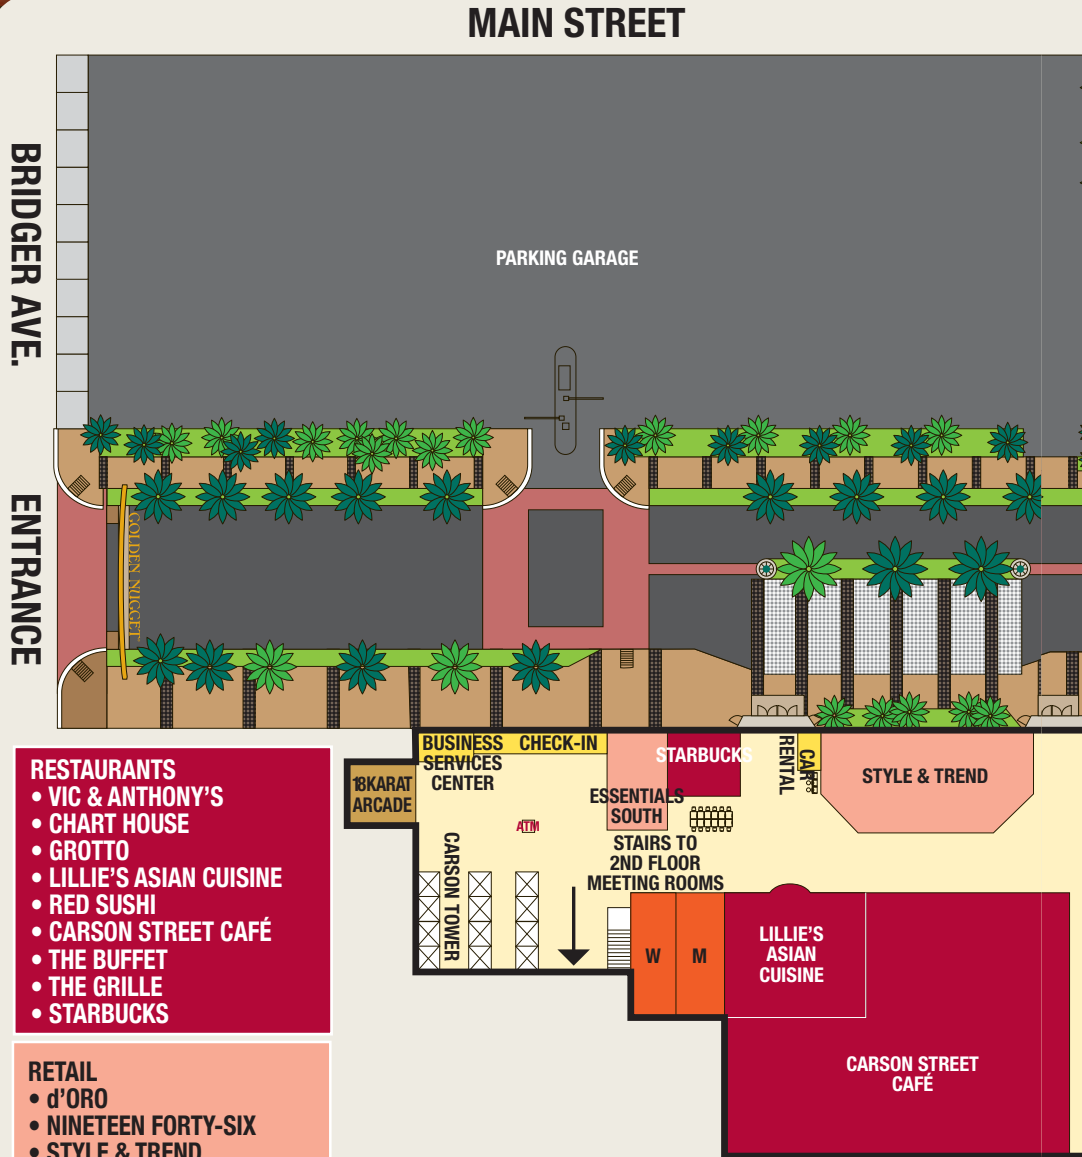 MAIN STREET
BRIDGER AVE.
PARKING GARAGE
ENTRANCE
GOLDEN NUGGET
BUSINESS
SERVICES
CENTER
CHECK-IN
STARBUCKS
CAR
RENTAL
STYLE & TREND
18KARAT
ARCADE
ESSENTIALS
SOUTH
ATM
STAIRS TO
2ND FLOOR
MEETING ROOMS
CARSON TOWER
W
M
LILLIE'S
ASIAN
CUISINE
CARSON STREET
CAFÉ
RESTAURANTS
• VIC & ANTHONY'S
• CHART HOUSE
• GROTTO
• LILLIE'S ASIAN CUISINE
• RED SUSHI
• CARSON STREET CAFÉ
• THE BUFFET
• THE GRILLE
• STARBUCKS
RETAIL
• d'ORO
• NINETEEN FORTY-SIX
• STYLE & TREND